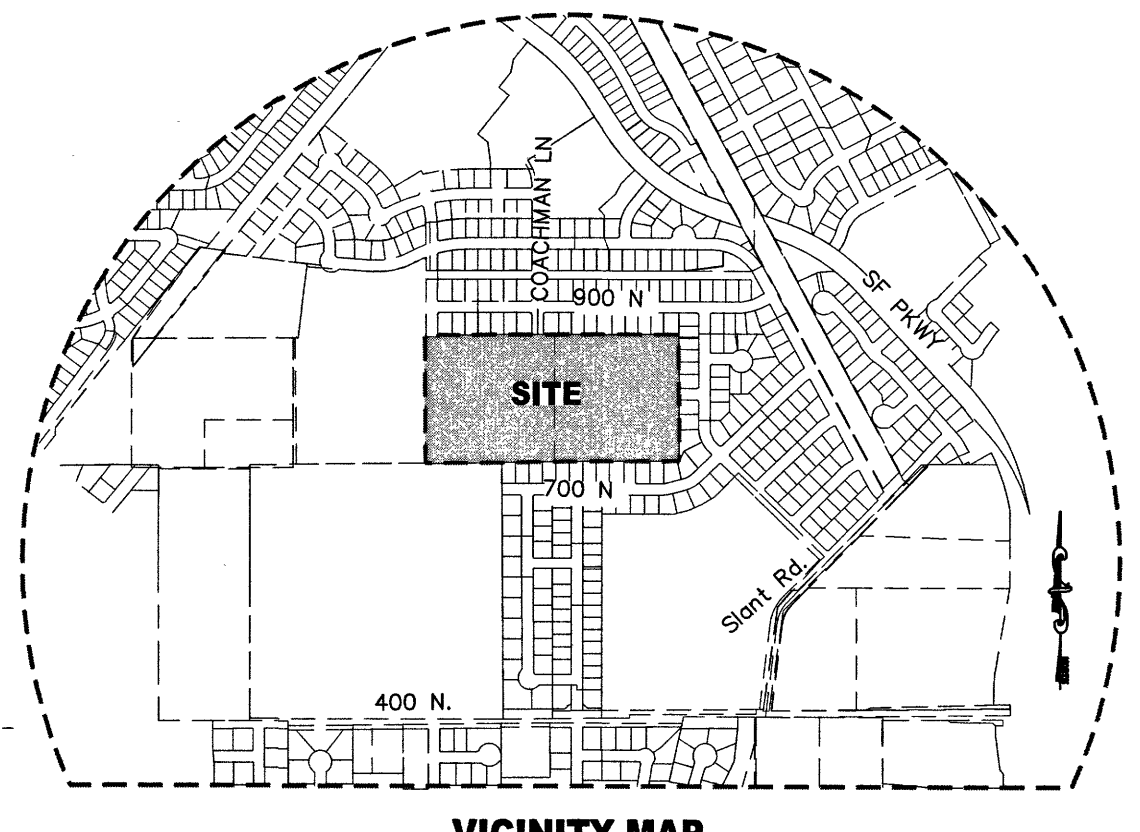 COACHMAN LN
900 N
SF PKWY
SITE
700 N
Slant Rd.
400 N.
VICINITY MAP